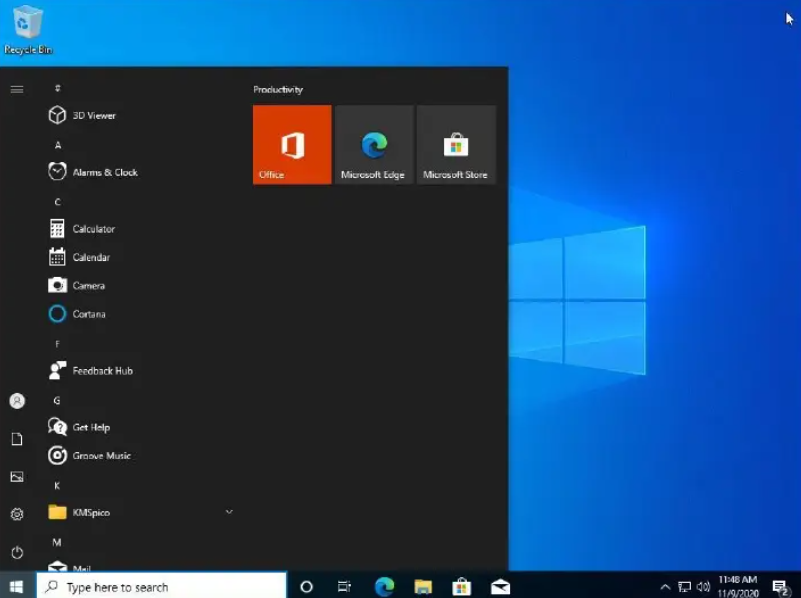 Recycle Bin
Productivity
#
3D Viewer
A
Alarms & Clock
C
Calculator
Calendar
Camera
Cortana
F
Feedback Hub
G
Get Help
Groove Music
K
KMSpico
M
Mail
Office
Microsoft Edge
Microsoft Store
Type here to search
11:48 AM
11/9/2020
2